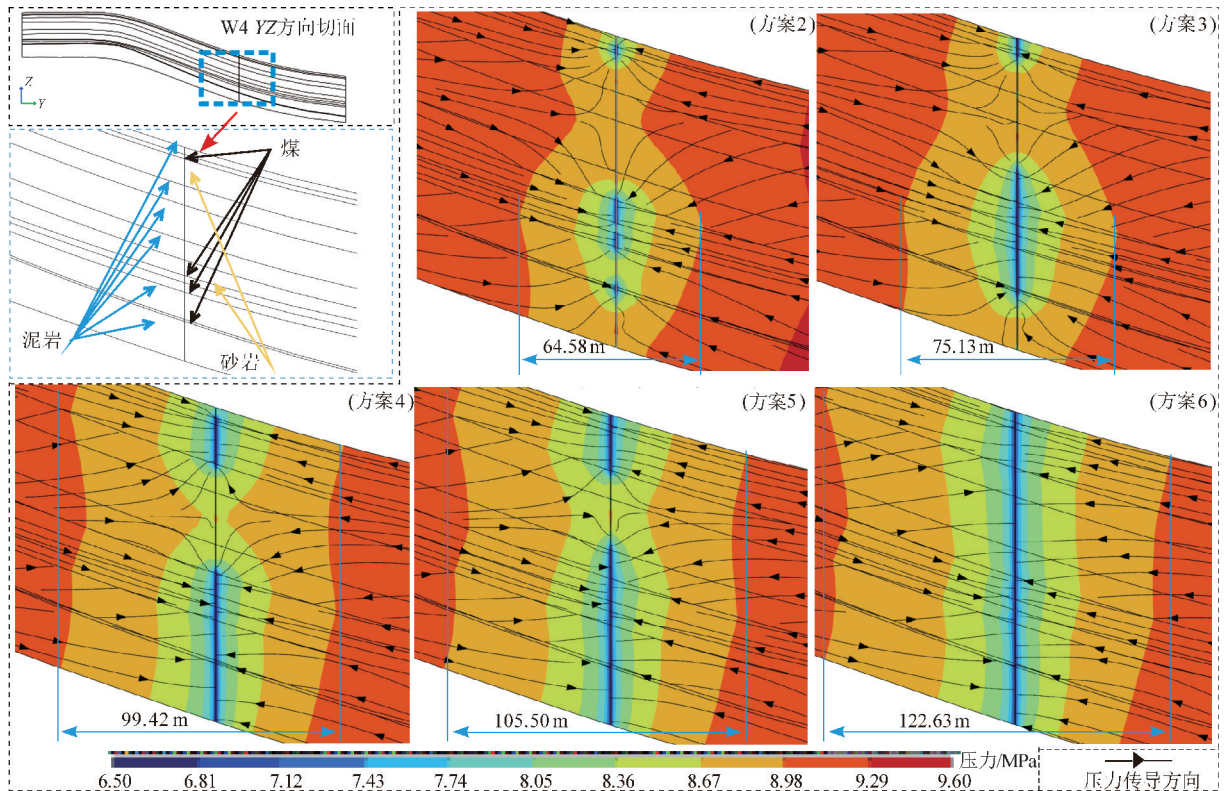 W4 YZ方向切面
Z
Y
煤
泥岩
砂岩
(方案2)
64.58 m
(方案3)
75.13 m
(方案4)
99.42 m
(方案5)
105.50 m
(方案6)
122.63 m
压力/MPa
6.50 6.81 7.12 7.43 7.74 8.05 8.36 8.67 8.98 9.29 9.60
压力传导方向